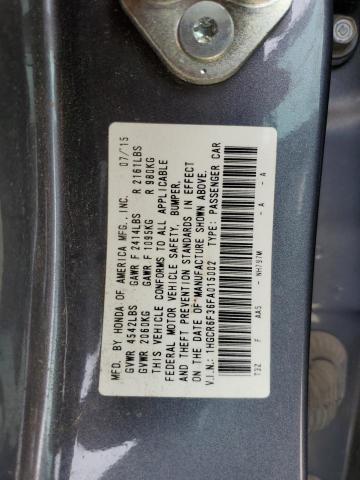 MFD. BY HONDA OF AMERICA MFG., INC. 07/15
GVWR 4542LBS GAWR F 2414LBS R 2161LBS
GVWR 2060KG GAWR F 1095KG R 980KG
THIS VEHICLE CONFORMS TO ALL APPLICABLE
FEDERAL MOTOR VEHICLE SAFETY, BUMPER,
AND THEFT PREVENTION STANDARDS IN EFFECT
ON THE DATE OF MANUFACTURE SHOWN ABOVE.
V.I.N.: 1HGCR6F36FA015002 TYPE: PASSENGER CAR
T3Z F AA5 - NH797M - A - A